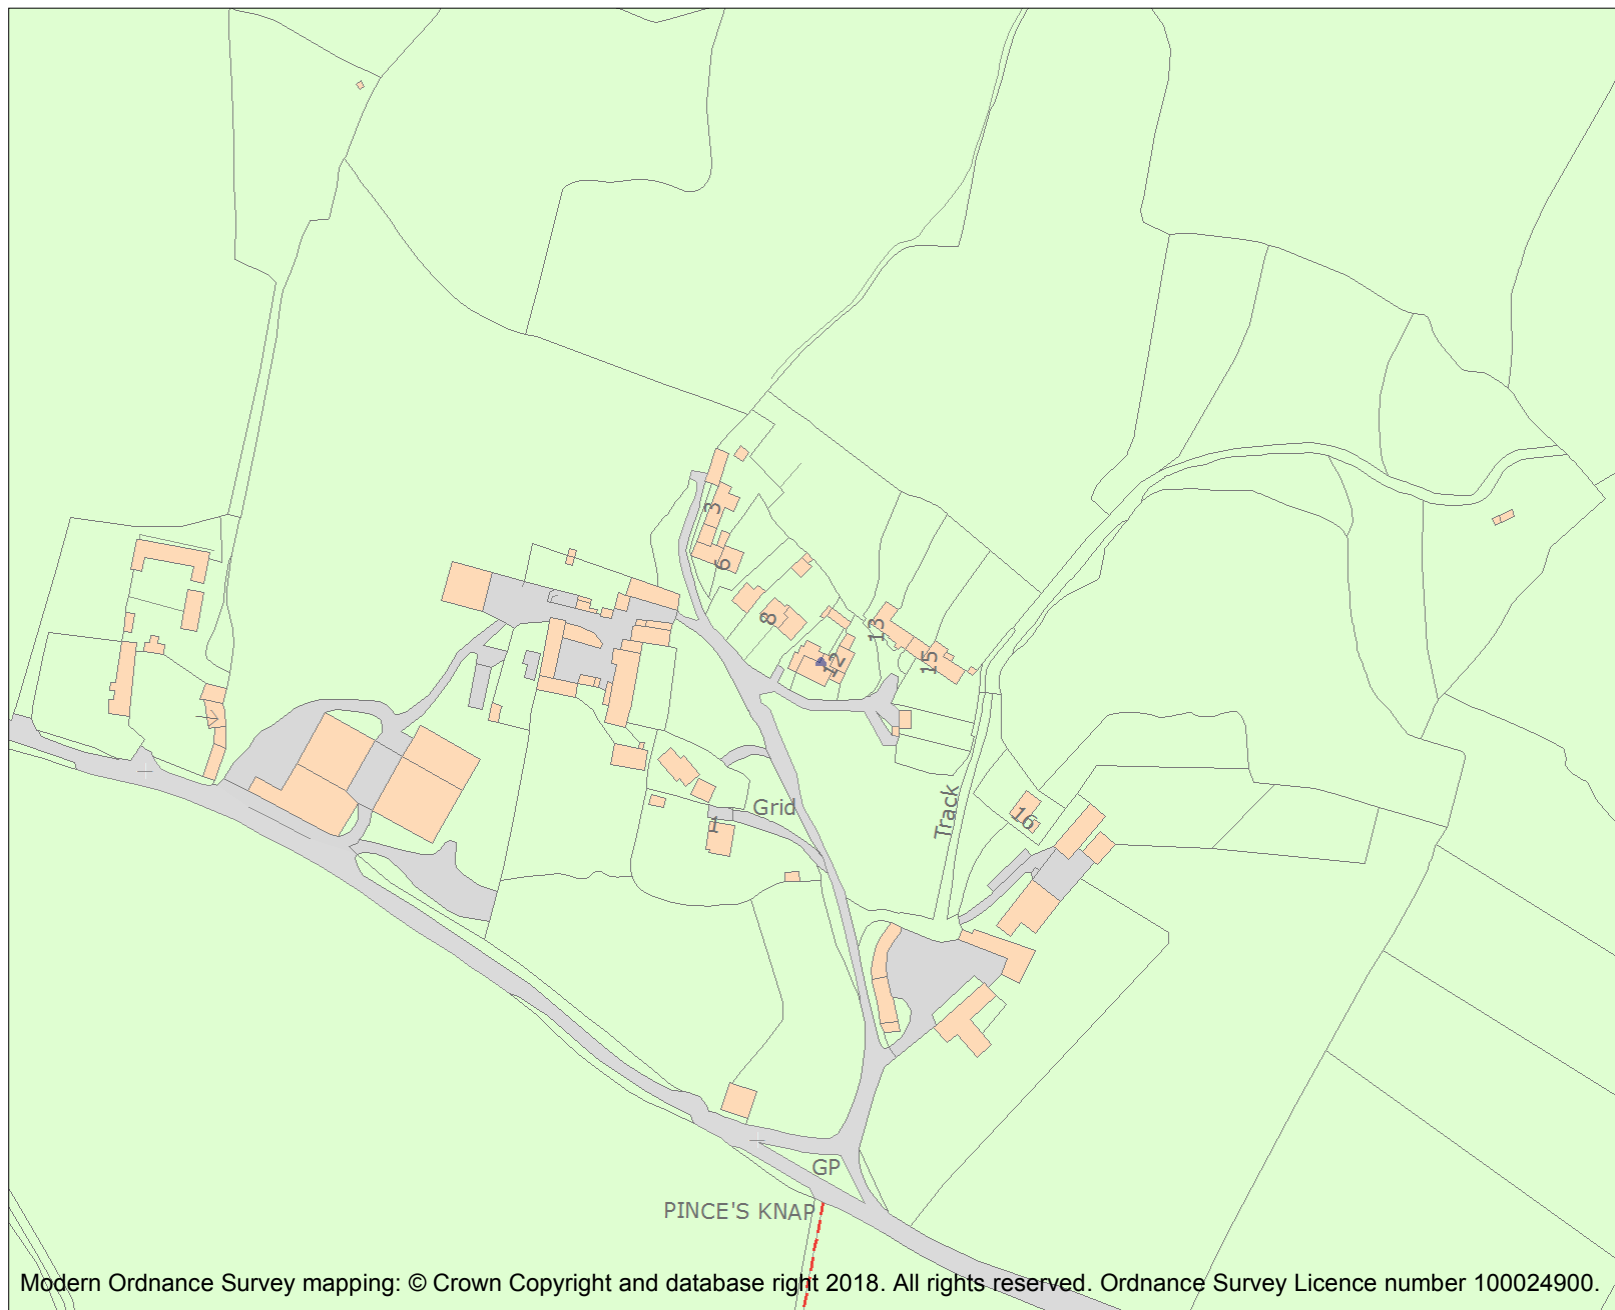 3
6
8
13
12
15
Grid
1
Track
16
GP
PINCE'S KNAP
Modern Ordnance Survey mapping: © Crown Copyright and database right 2018. All rights reserved. Ordnance Survey Licence number 100024900.